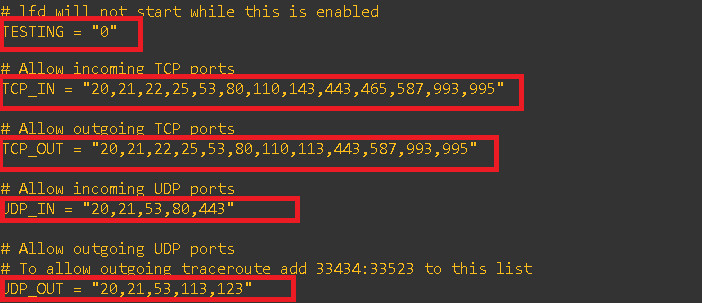 # lfd will not start while this is enabled
TESTING = "0"
# Allow incoming TCP ports
TCP_IN = "20,21,22,25,53,80,110,143,443,465,587,993,995"
# Allow outgoing TCP ports
TCP_OUT = "20,21,22,25,53,80,110,113,443,587,993,995"
# Allow incoming UDP ports
UDP_IN = "20,21,53,80,443"
# Allow outgoing UDP ports
# To allow outgoing traceroute add 33434:33523 to this list
UDP_OUT = "20,21,53,113,123"